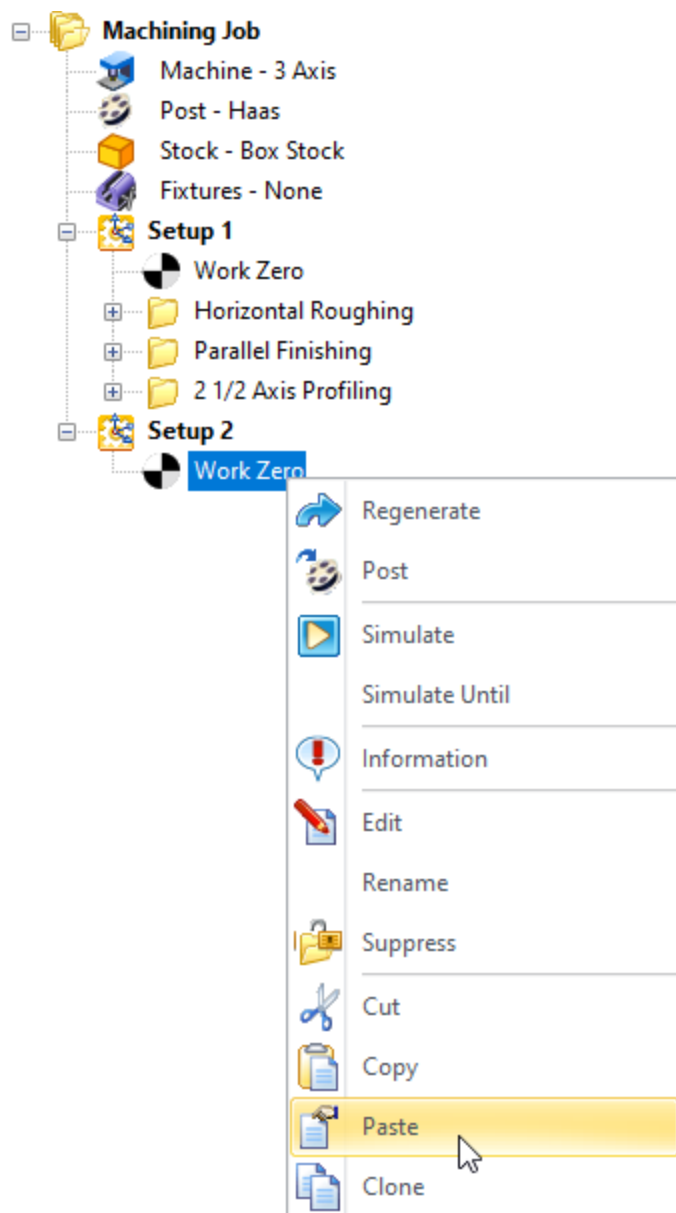 Machining Job
Machine - 3 Axis
Post - Haas
Stock - Box Stock
Fixtures - None
Setup 1
Work Zero
Horizontal Roughing
Parallel Finishing
2 1/2 Axis Profiling
Setup 2
Work Zero
Regenerate
Post
Simulate
Simulate Until
Information
Edit
Rename
Suppress
Cut
Copy
Paste
Clone